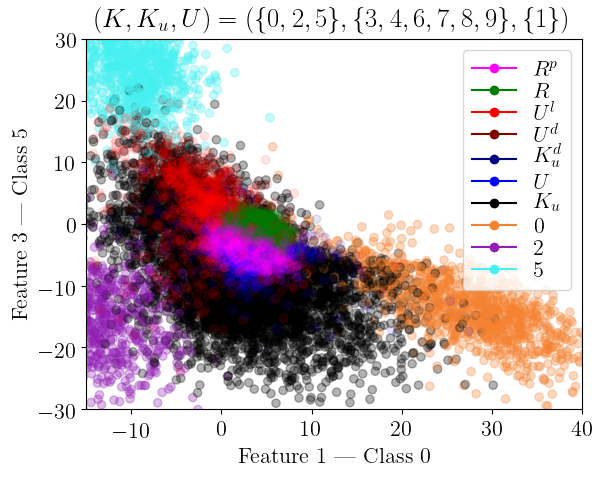 (K, K_u, U) = ({0, 2, 5}, {3, 4, 6, 7, 8, 9}, {1})
30
20
10
0
−10
−20
−30
Feature 3 — Class 5
R^p
R
U^l
U^d
K_u^d
U
K_u
0
2
5
−10
0
10
20
30
40
Feature 1 — Class 0